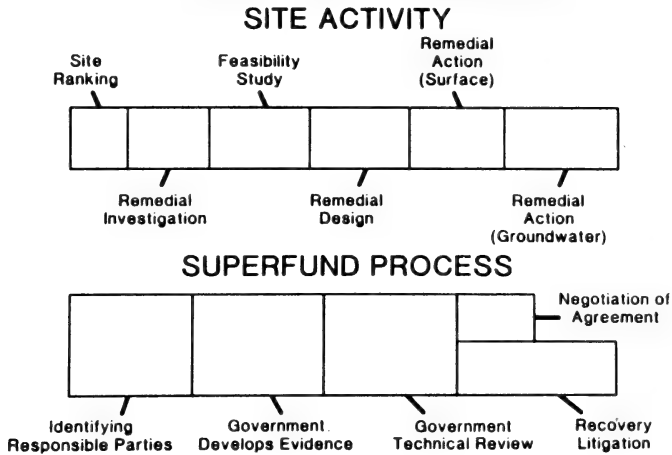 SITE ACTIVITY
Site
Ranking
Feasibility
Study
Remedial
Action
(Surface)
Remedial
Investigation
Remedial
Design
Remedial
Action
(Groundwater)
SUPERFUND PROCESS
Negotiation of
Agreement
Identifying
Responsible Parties
Government
Develops Evidence
Government
Technical Review
Recovery
Litigation